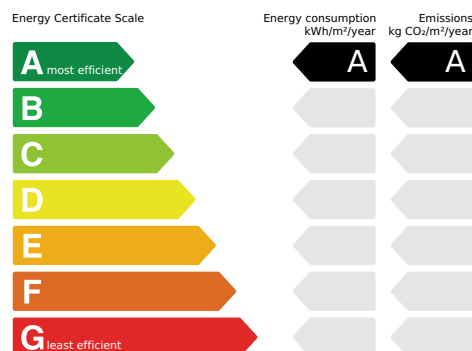 Energy Certificate Scale
Energy consumption
kWh/m²/year
Emissions
kg CO₂/m²/year
A most efficient
A
A
B
C
D
E
F
G least efficient